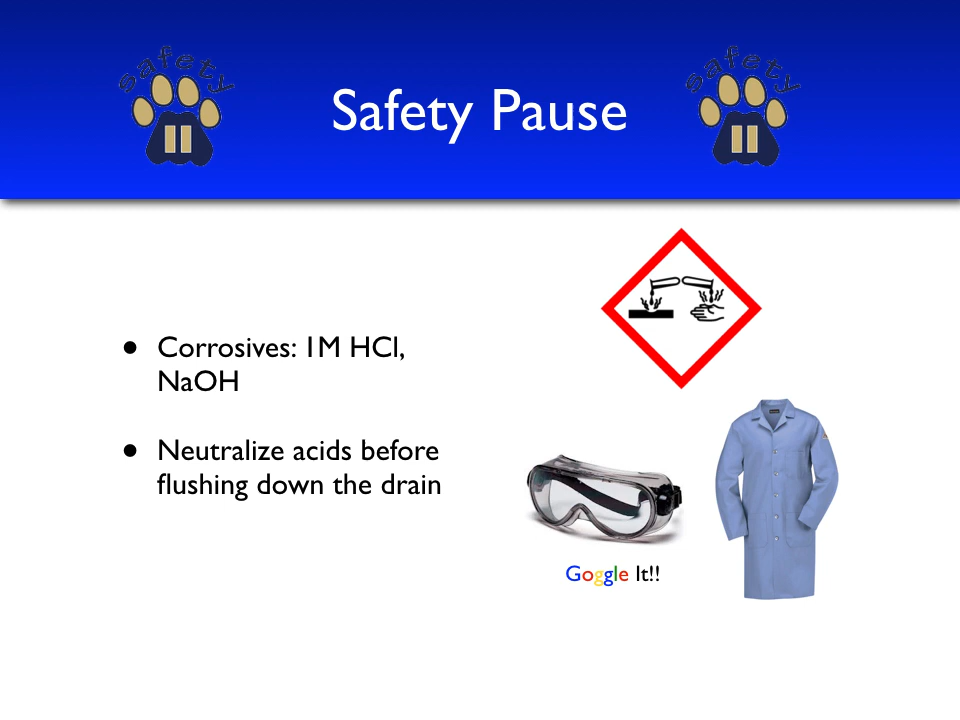 safety
Safety Pause
safety
• Corrosives: 1M HCl,
NaOH
• Neutralize acids before
flushing down the drain
Goggle It!!